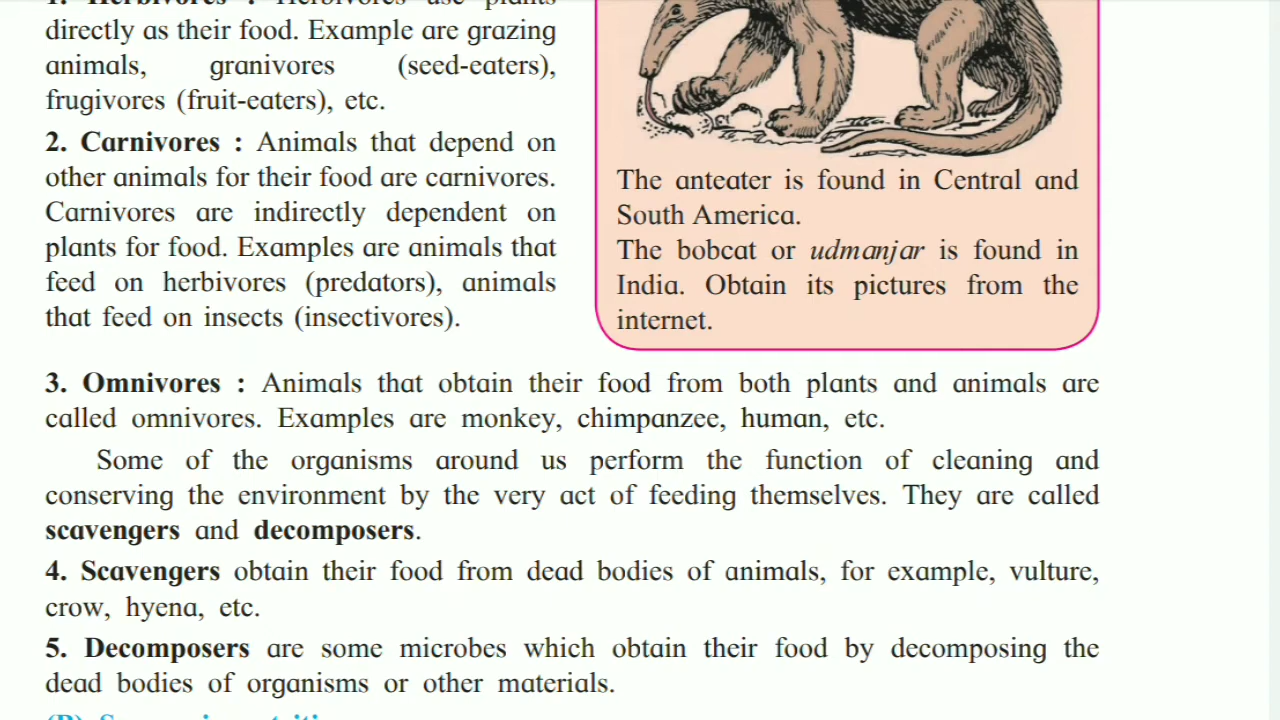 1. Herbivores : Herbivores use plants
directly as their food. Example are grazing
animals, granivores (seed-eaters),
frugivores (fruit-eaters), etc.
2. Carnivores : Animals that depend on
other animals for their food are carnivores.
Carnivores are indirectly dependent on
plants for food. Examples are animals that
feed on herbivores (predators), animals
that feed on insects (insectivores).
The anteater is found in Central and
South America.
The bobcat or udmanjar is found in
India. Obtain its pictures from the
internet.
3. Omnivores : Animals that obtain their food from both plants and animals are
called omnivores. Examples are monkey, chimpanzee, human, etc.
Some of the organisms around us perform the function of cleaning and
conserving the environment by the very act of feeding themselves. They are called
scavengers and decomposers.
4. Scavengers obtain their food from dead bodies of animals, for example, vulture,
crow, hyena, etc.
5. Decomposers are some microbes which obtain their food by decomposing the
dead bodies of organisms or other materials.